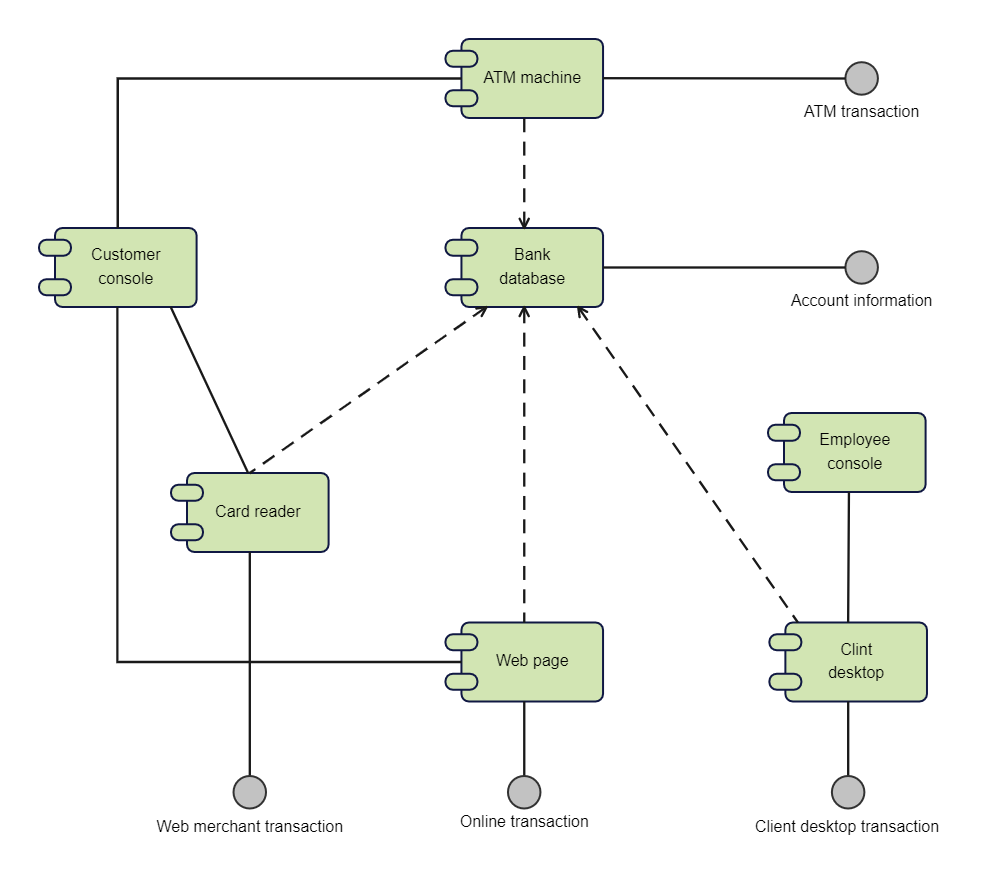 ATM machine
ATM transaction
Customer
console
Bank
database
Account information
Employee
console
Card reader
Web page
Clint
desktop
Web merchant transaction
Online transaction
Client desktop transaction